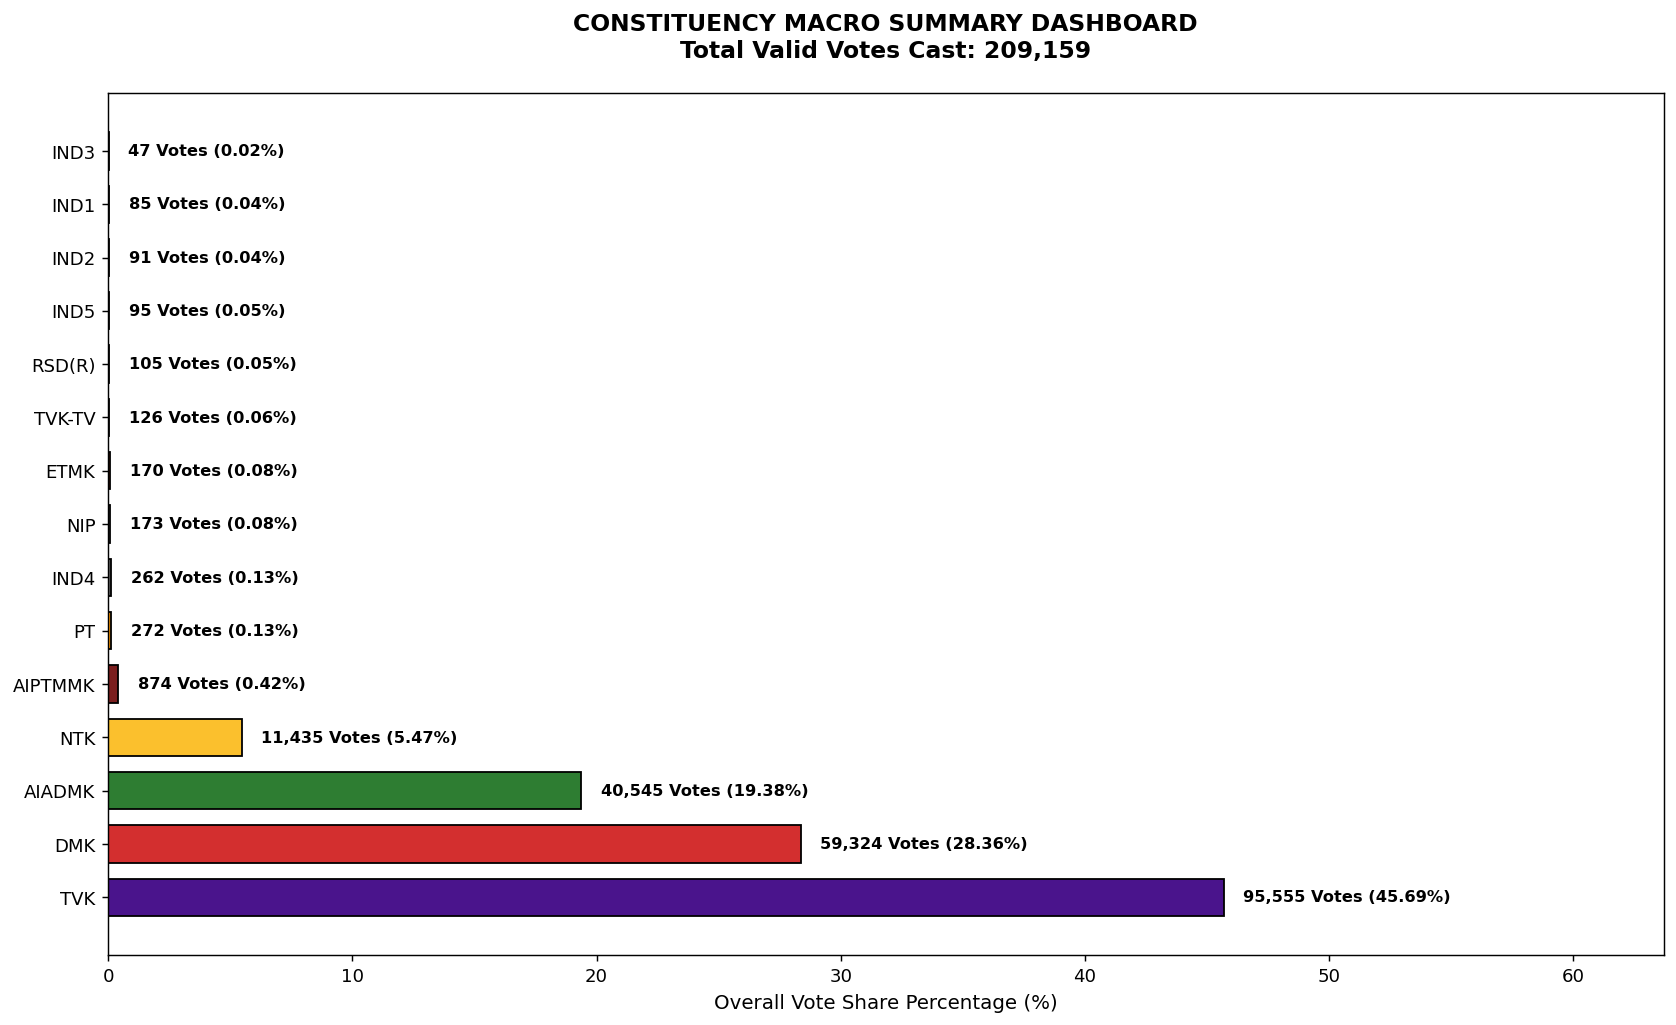 CONSTITUENCY MACRO SUMMARY DASHBOARD
Total Valid Votes Cast: 209,159
IND3 47 Votes (0.02%)
IND1 85 Votes (0.04%)
IND2 91 Votes (0.04%)
IND5 95 Votes (0.05%)
RSD(R) 105 Votes (0.05%)
TVK-TV 126 Votes (0.06%)
ETMK 170 Votes (0.08%)
NIP 173 Votes (0.08%)
IND4 262 Votes (0.13%)
PT 272 Votes (0.13%)
AIPTMMK 874 Votes (0.42%)
NTK 11,435 Votes (5.47%)
AIADMK 40,545 Votes (19.38%)
DMK 59,324 Votes (28.36%)
TVK 95,555 Votes (45.69%)
0 10 20 30 40 50 60
Overall Vote Share Percentage (%)